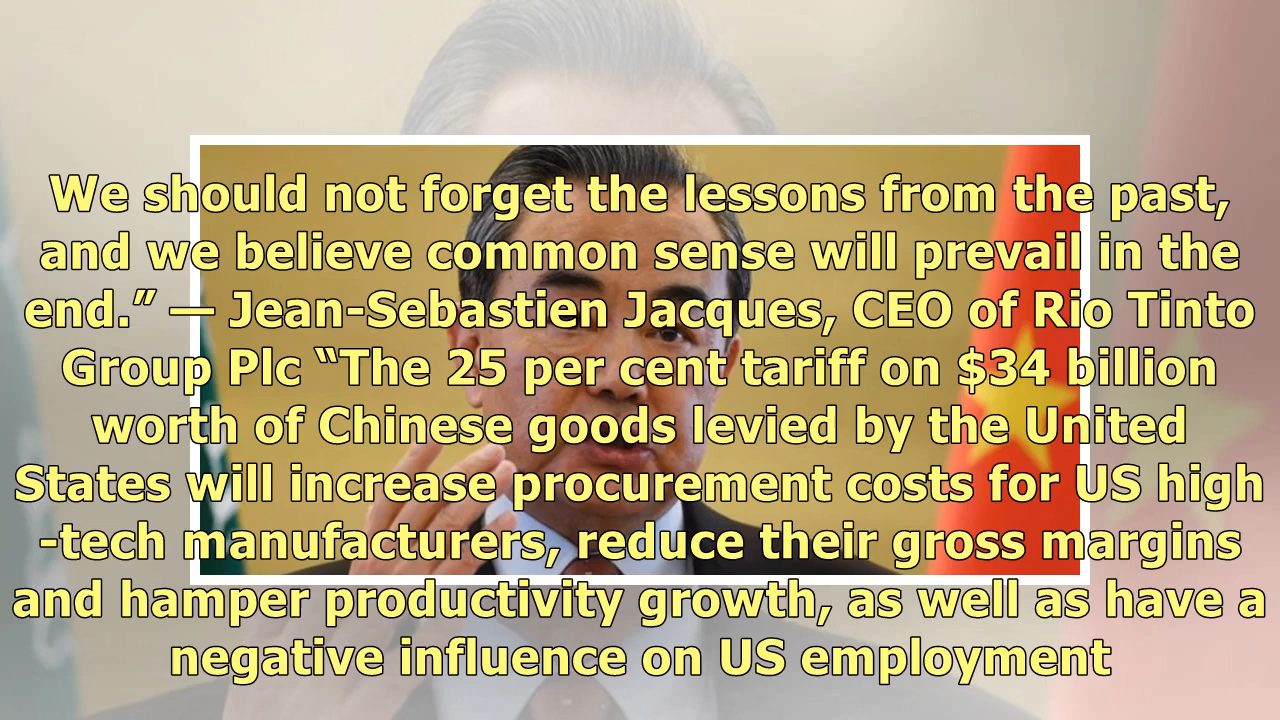 We should not forget the lessons from the past,
and we believe common sense will prevail in the
end.” — Jean-Sebastien Jacques, CEO of Rio Tinto
Group Plc “The 25 per cent tariff on $34 billion
worth of Chinese goods levied by the United
States will increase procurement costs for US high
-tech manufacturers, reduce their gross margins
and hamper productivity growth, as well as have a
negative influence on US employment